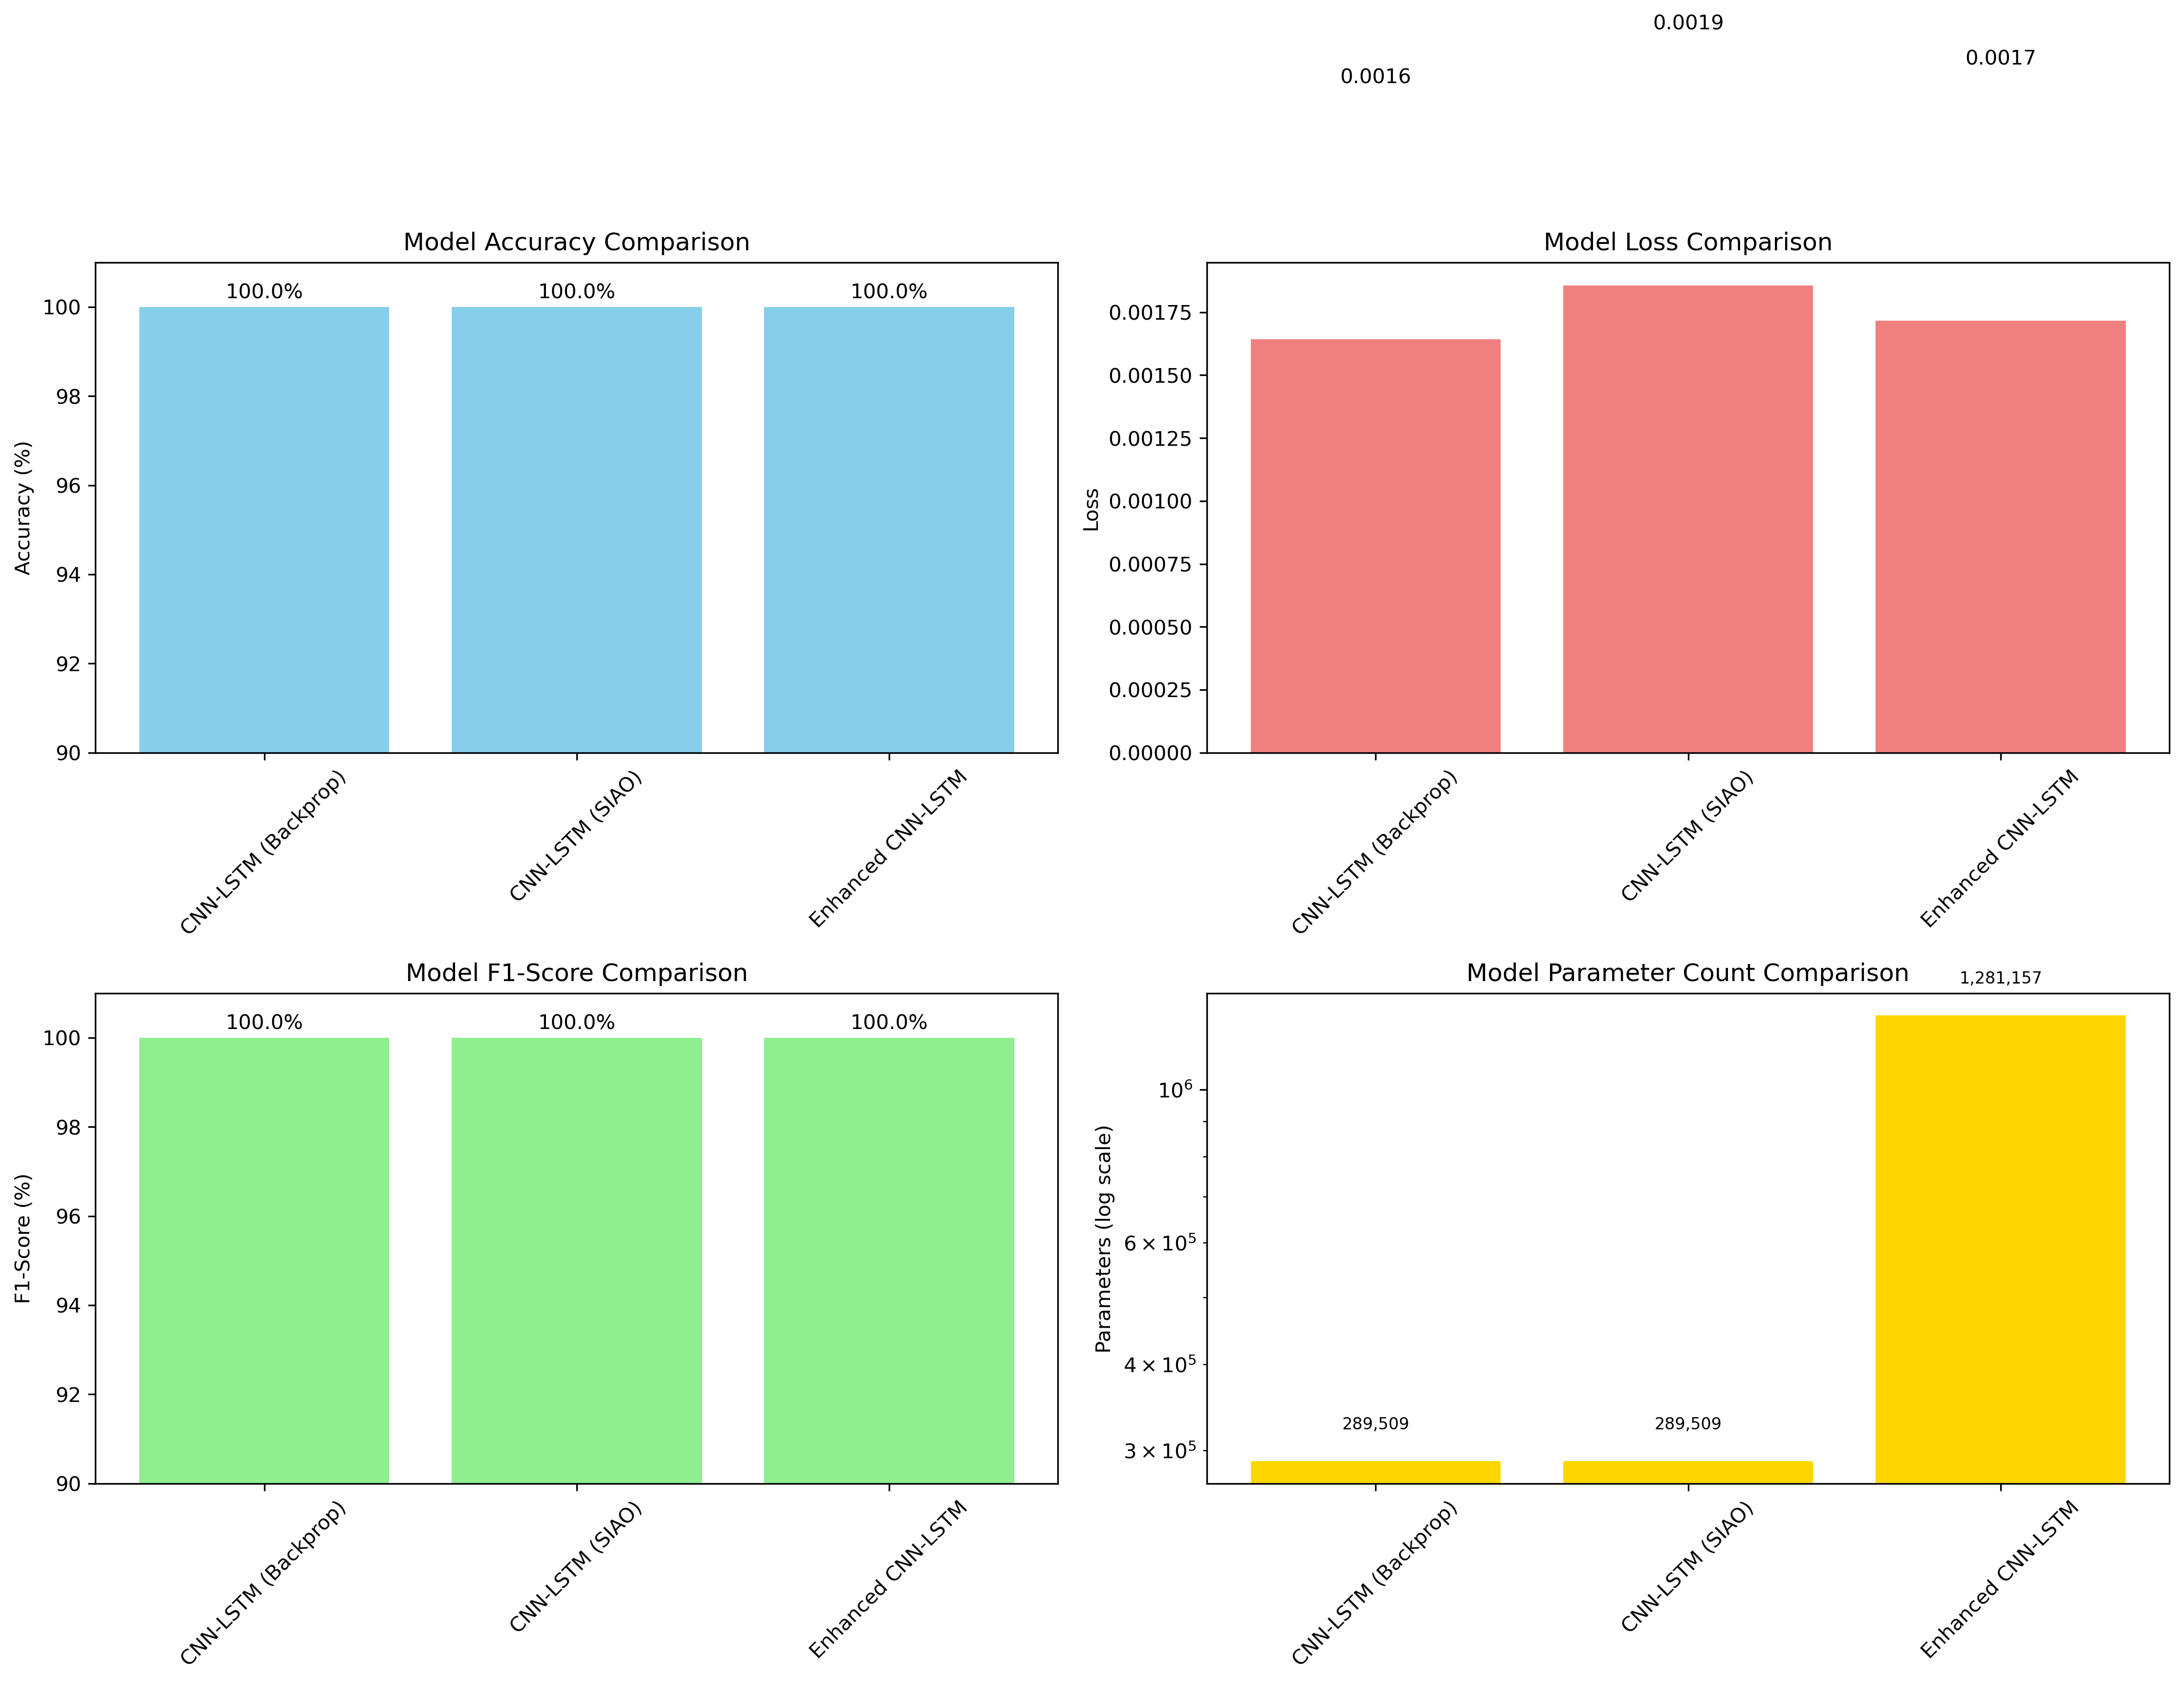 0.0016
0.0019
0.0017
Model Accuracy Comparison
Accuracy (%)
100
98
96
94
92
90
100.0%
100.0%
100.0%
CNN-LSTM (Backprop)
CNN-LSTM (SIAO)
Enhanced CNN-LSTM
Model Loss Comparison
Loss
0.00175
0.00150
0.00125
0.00100
0.00075
0.00050
0.00025
0.00000
CNN-LSTM (Backprop)
CNN-LSTM (SIAO)
Enhanced CNN-LSTM
Model F1-Score Comparison
F1-Score (%)
100
98
96
94
92
90
100.0%
100.0%
100.0%
CNN-LSTM (Backprop)
CNN-LSTM (SIAO)
Enhanced CNN-LSTM
Model Parameter Count Comparison
Parameters (log scale)
10⁶
6 × 10⁵
4 × 10⁵
3 × 10⁵
289,509
289,509
1,281,157
CNN-LSTM (Backprop)
CNN-LSTM (SIAO)
Enhanced CNN-LSTM